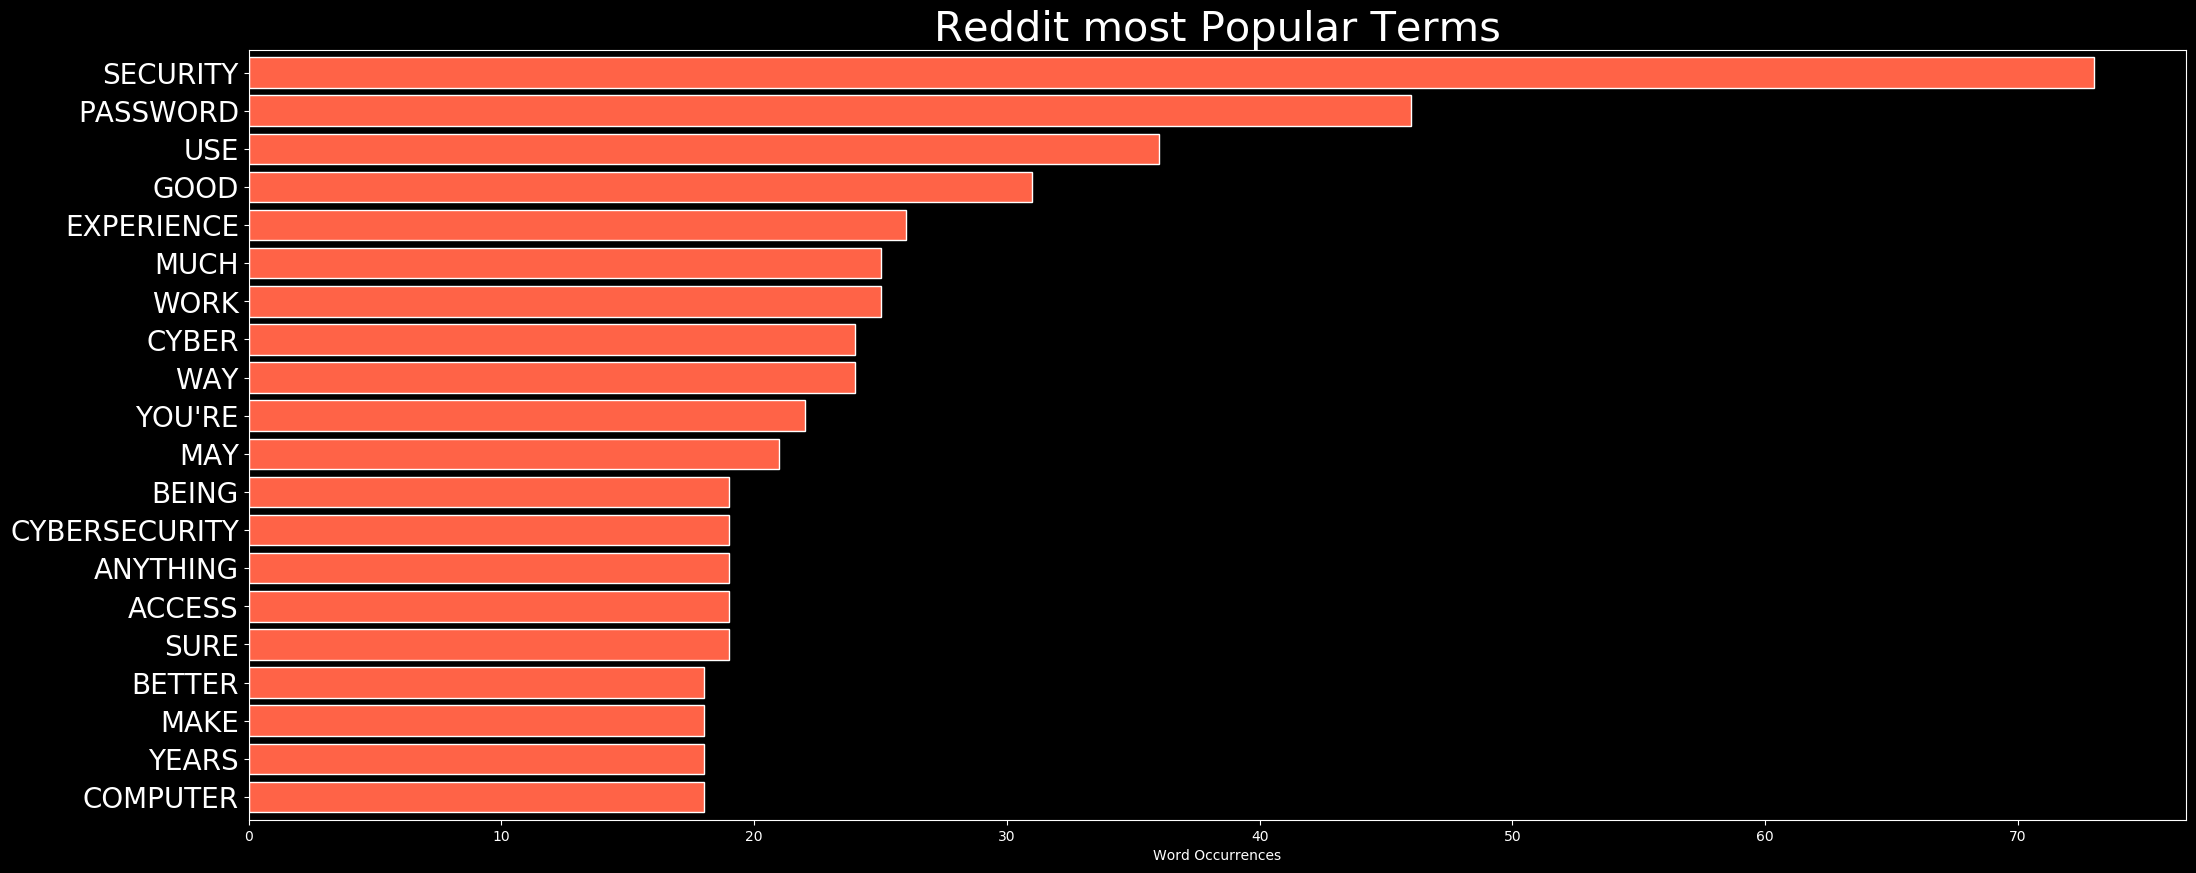 Reddit most Popular Terms
SECURITY
PASSWORD
USE
GOOD
EXPERIENCE
MUCH
WORK
CYBER
WAY
YOU'RE
MAY
BEING
CYBERSECURITY
ANYTHING
ACCESS
SURE
BETTER
MAKE
YEARS
COMPUTER
0 10 20 30 40 50 60 70
Word Occurrences